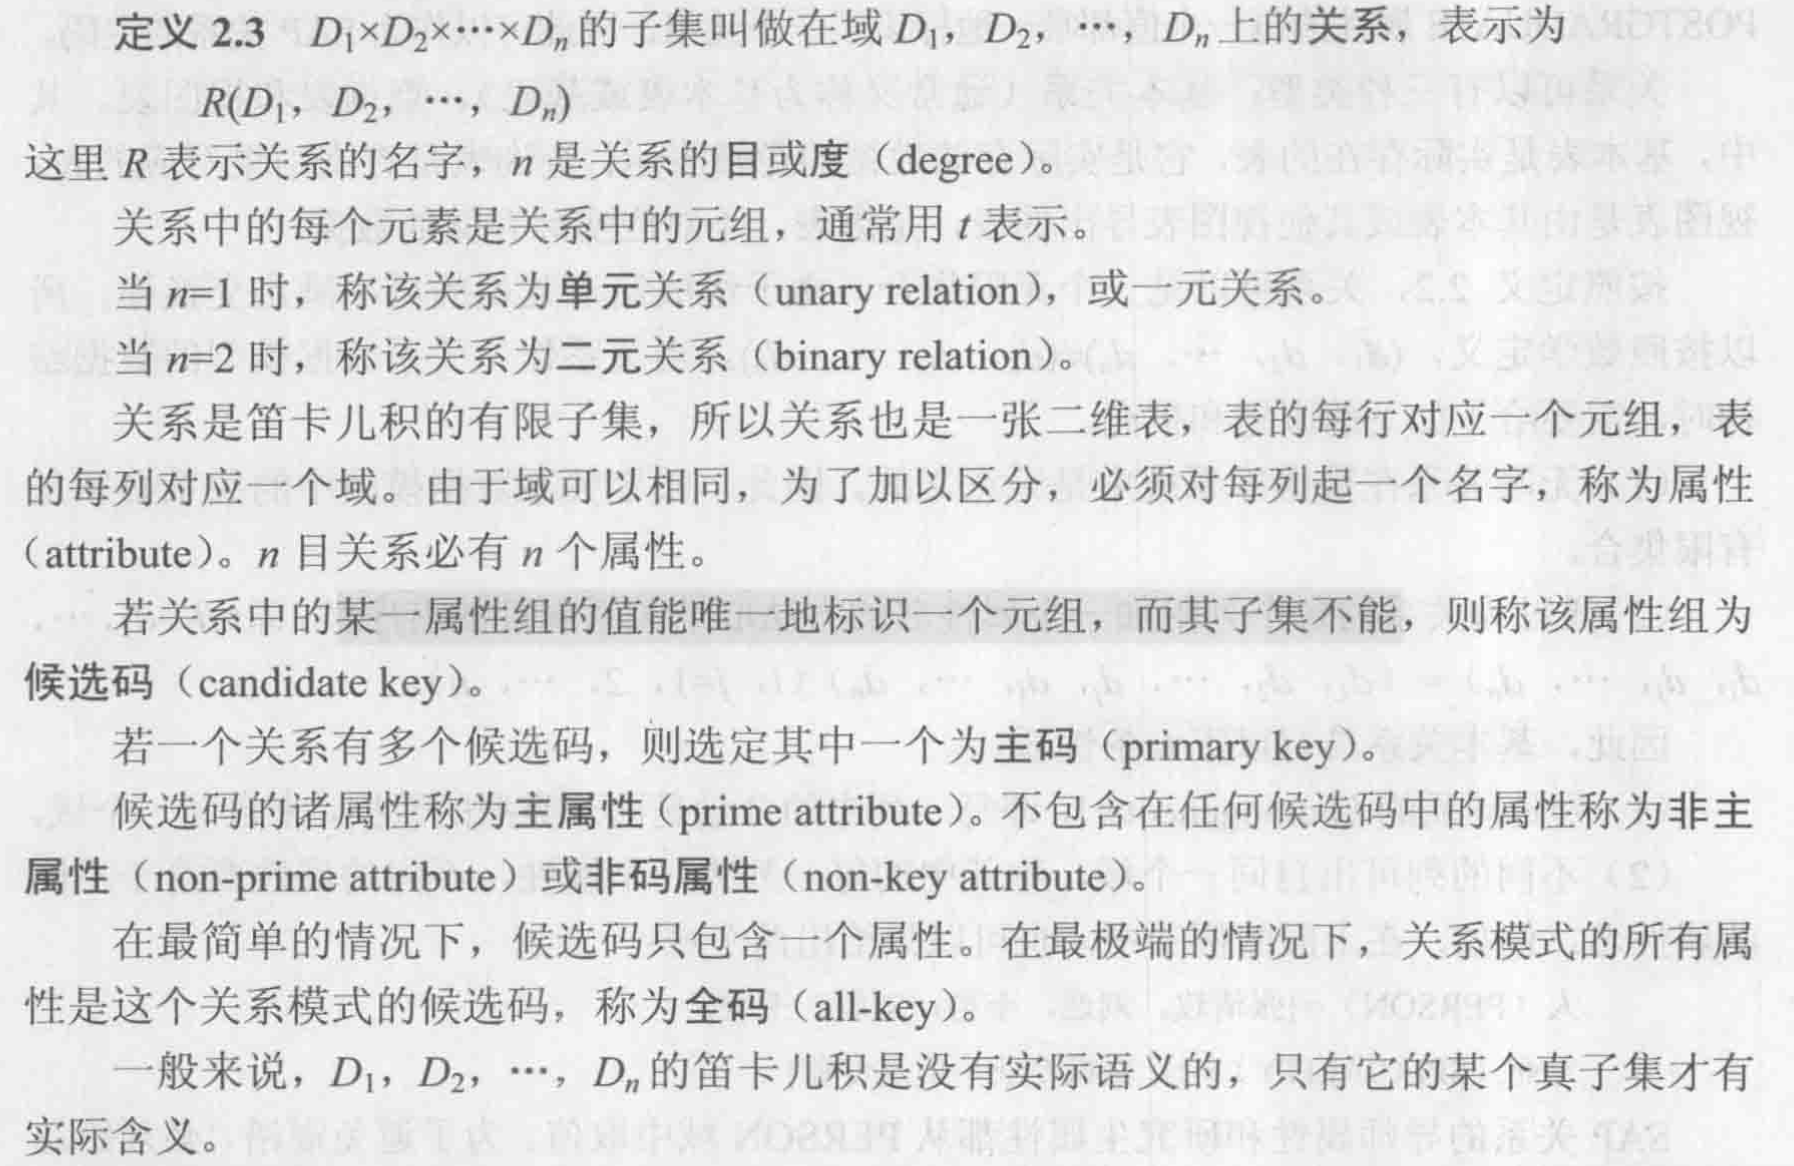 定义 2.3 D₁×D₂×…×Dₙ的子集叫做在域D₁，D₂，…，Dₙ上的关系，表示为
R(D₁，D₂，…，Dₙ)
这里 R 表示关系的名字，n 是关系的目或度（degree）。
关系中的每个元素是关系中的元组，通常用 t 表示。
当 n=1 时，称该关系为单元关系（unary relation），或一元关系。
当 n=2 时，称该关系为二元关系（binary relation）。
关系是笛卡儿积的有限子集，所以关系也是一张二维表，表的每行对应一个元组，表
的每列对应一个域。由于域可以相同，为了加以区分，必须对每列起一个名字，称为属性
（attribute）。n 目关系必有 n 个属性。
若关系中的某一属性组的值能唯一地标识一个元组，而其子集不能，则称该属性组为
候选码（candidate key）。
若一个关系有多个候选码，则选定其中一个为主码（primary key）。
候选码的诸属性称为主属性（prime attribute）。不包含在任何候选码中的属性称为非主
属性（non-prime attribute）或非码属性（non-key attribute）。
在最简单的情况下，候选码只包含一个属性。在最极端的情况下，关系模式的所有属
性是这个关系模式的候选码，称为全码（all-key）。
一般来说，D₁，D₂，…，Dₙ的笛卡儿积是没有实际语义的，只有它的某个真子集才有
实际含义。